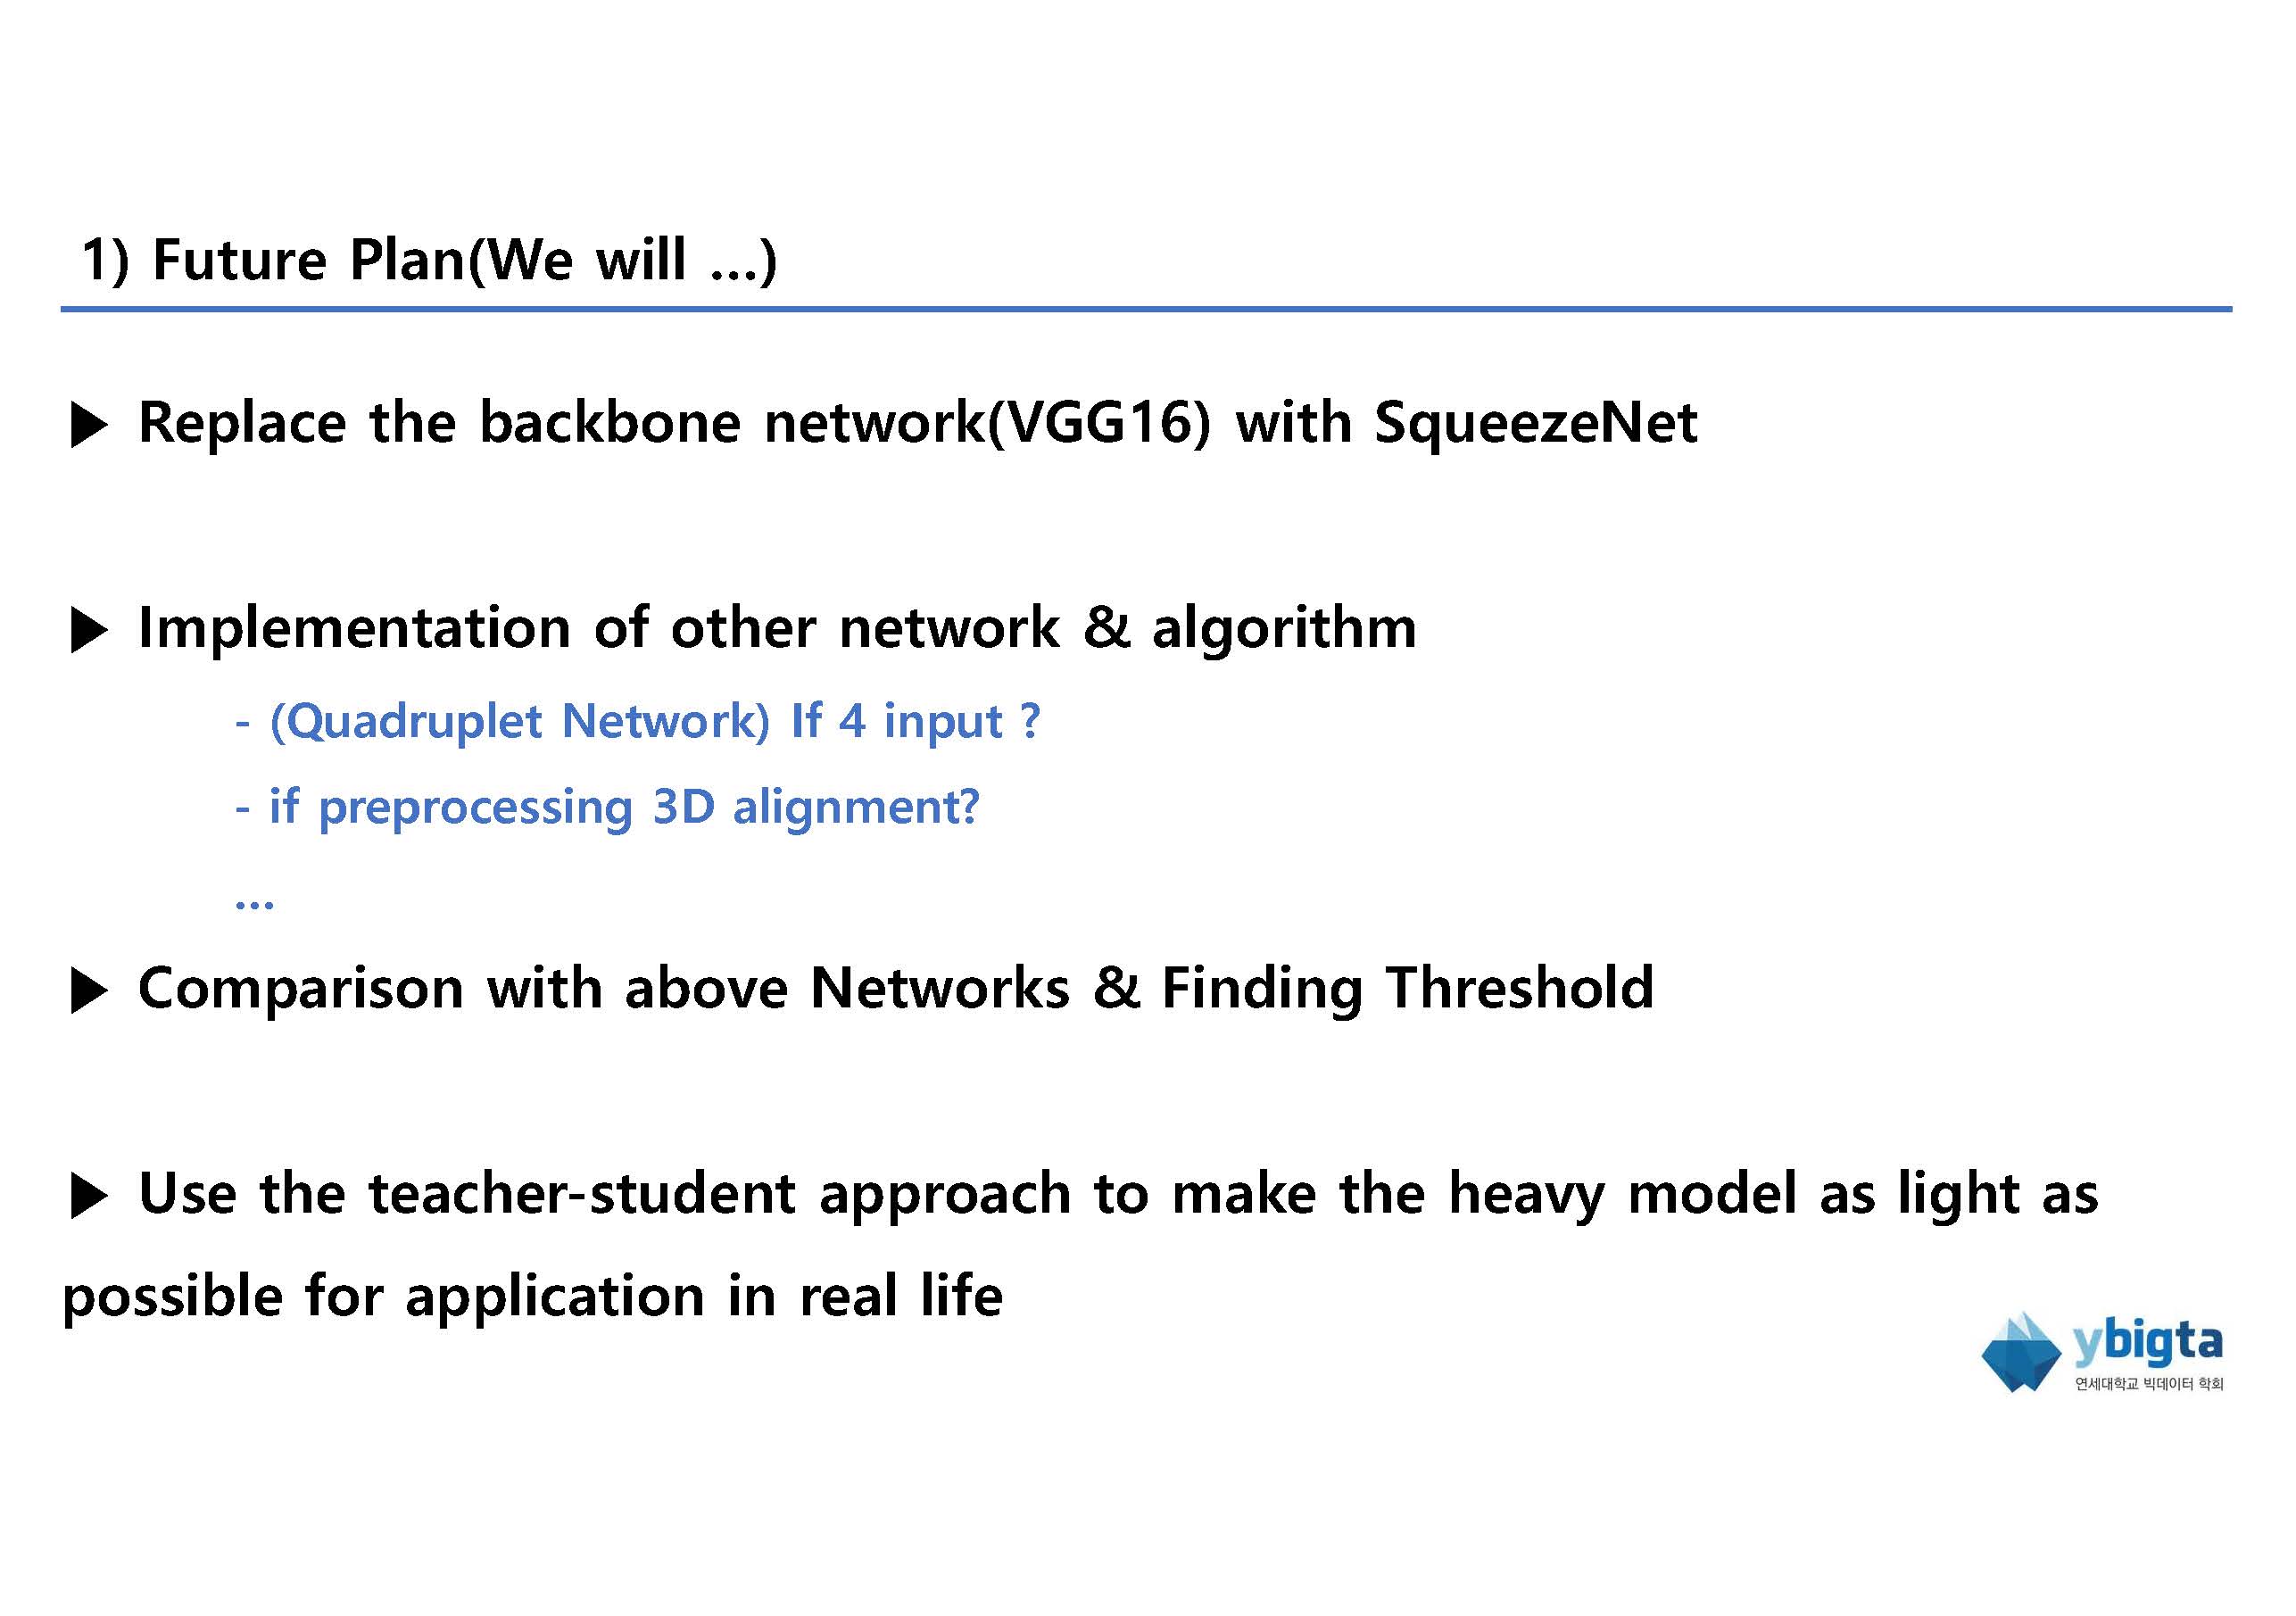 1) Future Plan(We will ...)
▶ Replace the backbone network(VGG16) with SqueezeNet
▶ Implementation of other network & algorithm
- (Quadruplet Network) If 4 input ?
- if preprocessing 3D alignment?
...
▶ Comparison with above Networks & Finding Threshold
▶ Use the teacher-student approach to make the heavy model as light as
possible for application in real life
ybigta
연세대학교 빅데이터 학회